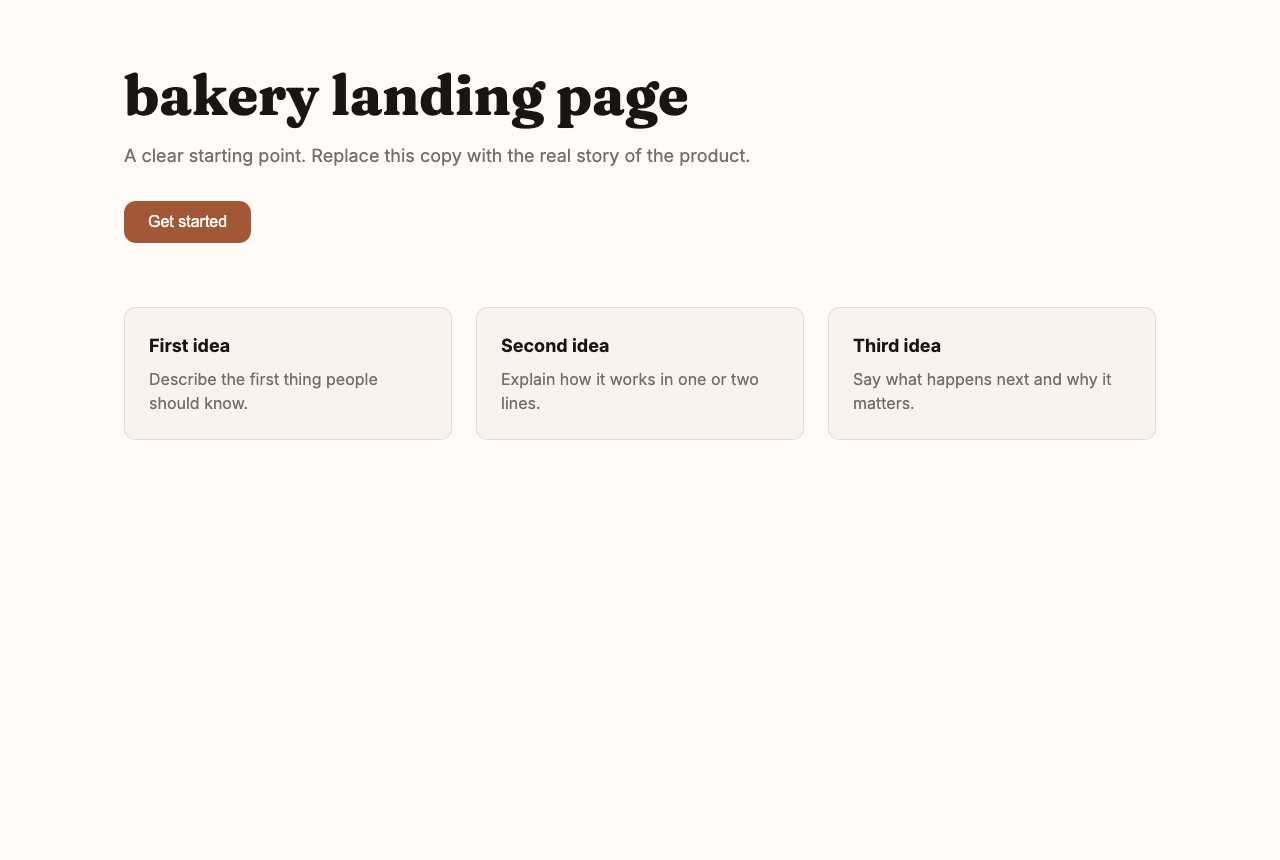 bakery landing page
A clear starting point. Replace this copy with the real story of the product.
Get started
First idea
Describe the first thing people
should know.
Second idea
Explain how it works in one or two
lines.
Third idea
Say what happens next and why it
matters.